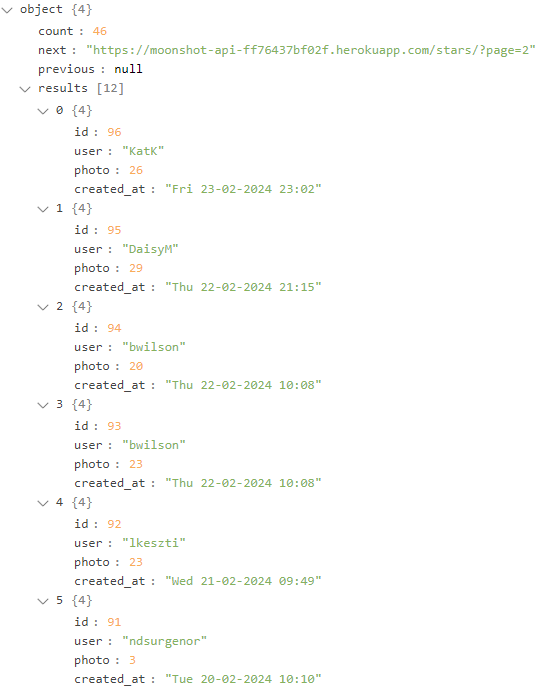 object {4}
count : 46
next : "https://moonshot-api-ff76437bf02f.herokuapp.com/stars/?page=2"
previous : null
results [12]
0 {4}
id : 96
user : "KatK"
photo : 26
created_at : "Fri 23-02-2024 23:02"
1 {4}
id : 95
user : "DaisyM"
photo : 29
created_at : "Thu 22-02-2024 21:15"
2 {4}
id : 94
user : "bwilson"
photo : 20
created_at : "Thu 22-02-2024 10:08"
3 {4}
id : 93
user : "bwilson"
photo : 23
created_at : "Thu 22-02-2024 10:08"
4 {4}
id : 92
user : "lkeszti"
photo : 23
created_at : "Wed 21-02-2024 09:49"
5 {4}
id : 91
user : "ndsurgenor"
photo : 3
created_at : "Tue 20-02-2024 10:10"